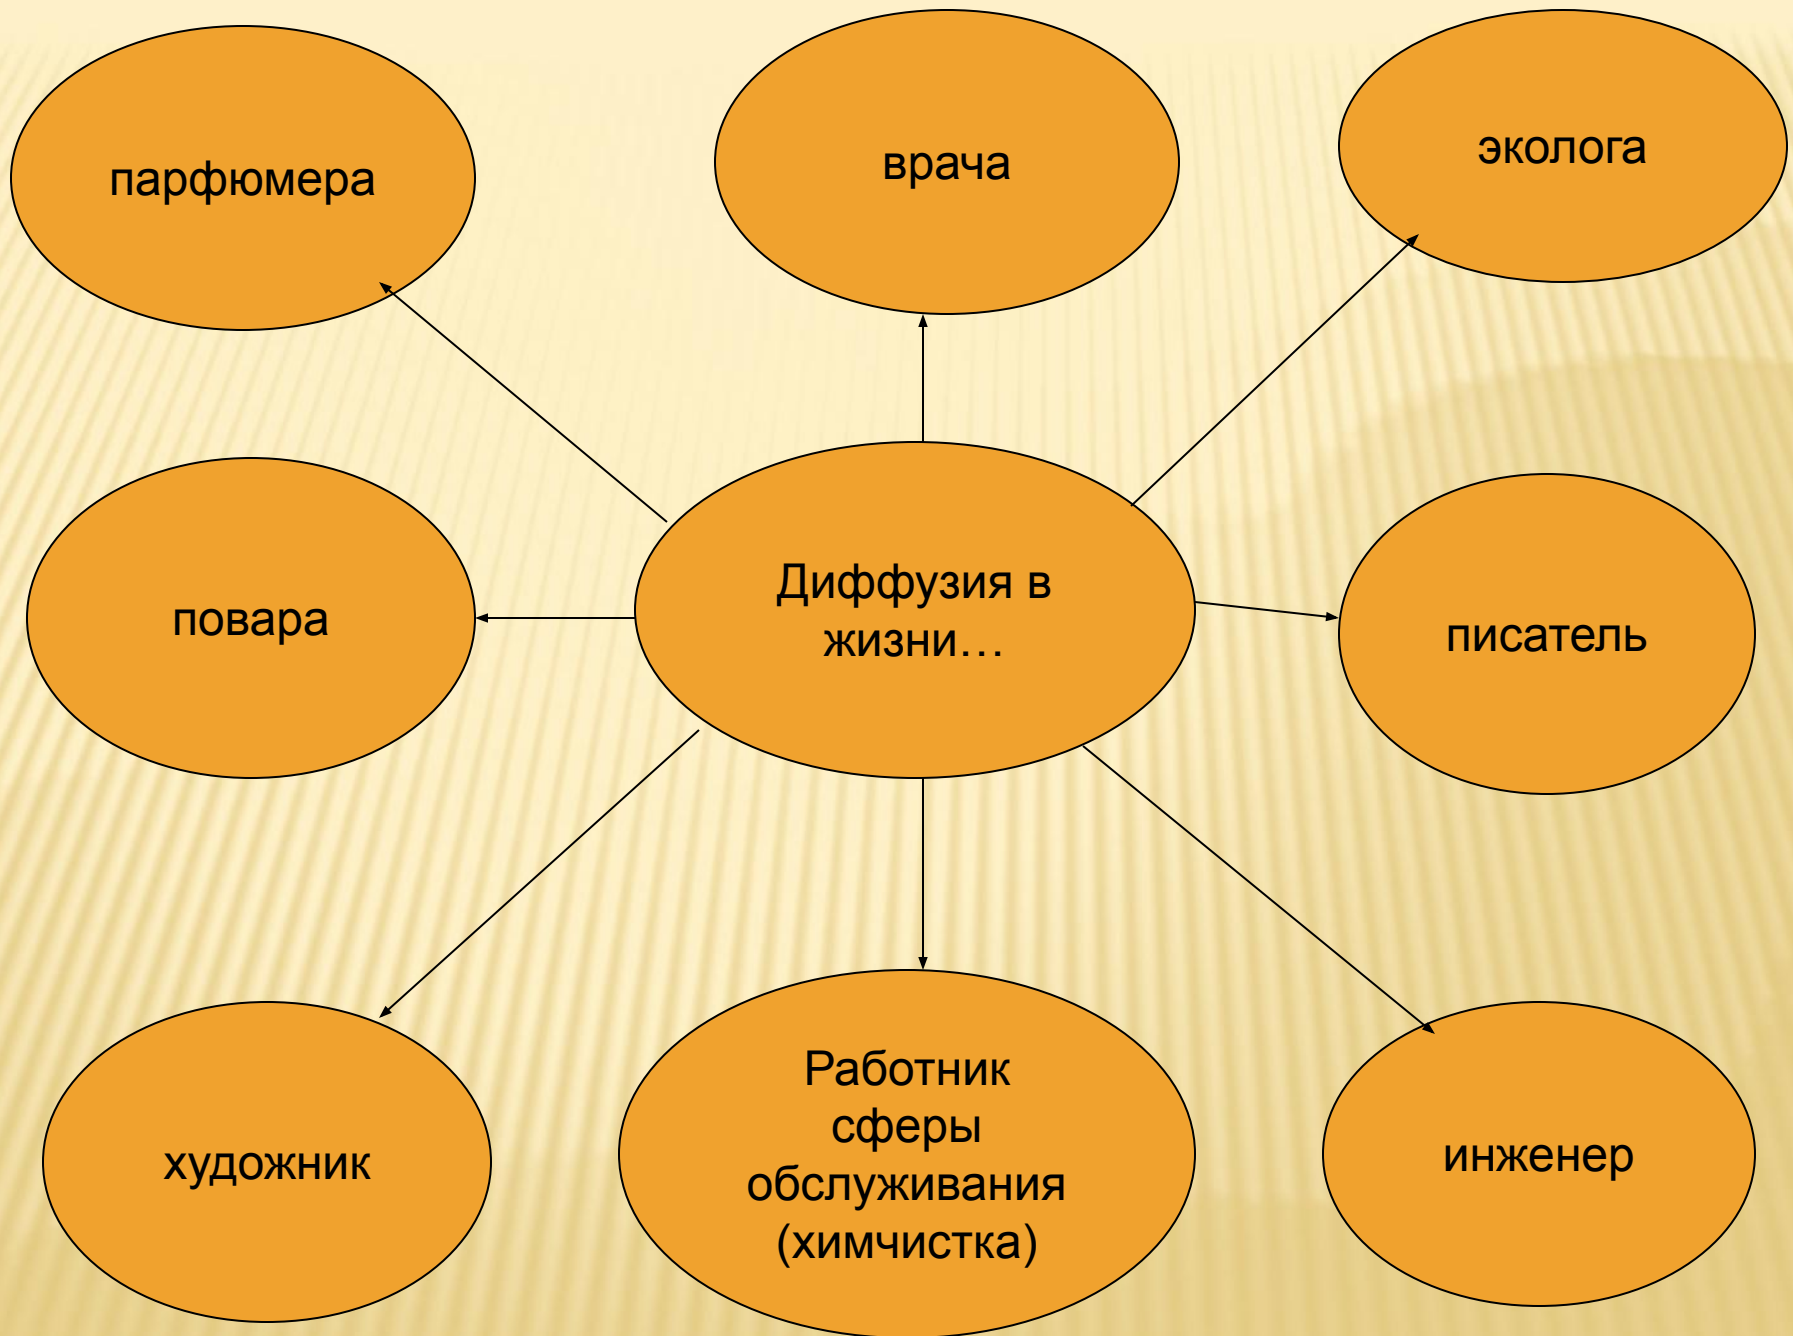 парфюмера
врача
эколога
повара
Диффузия в
жизни…
писатель
художник
Работник
сферы
обслуживания
(химчистка)
инженер